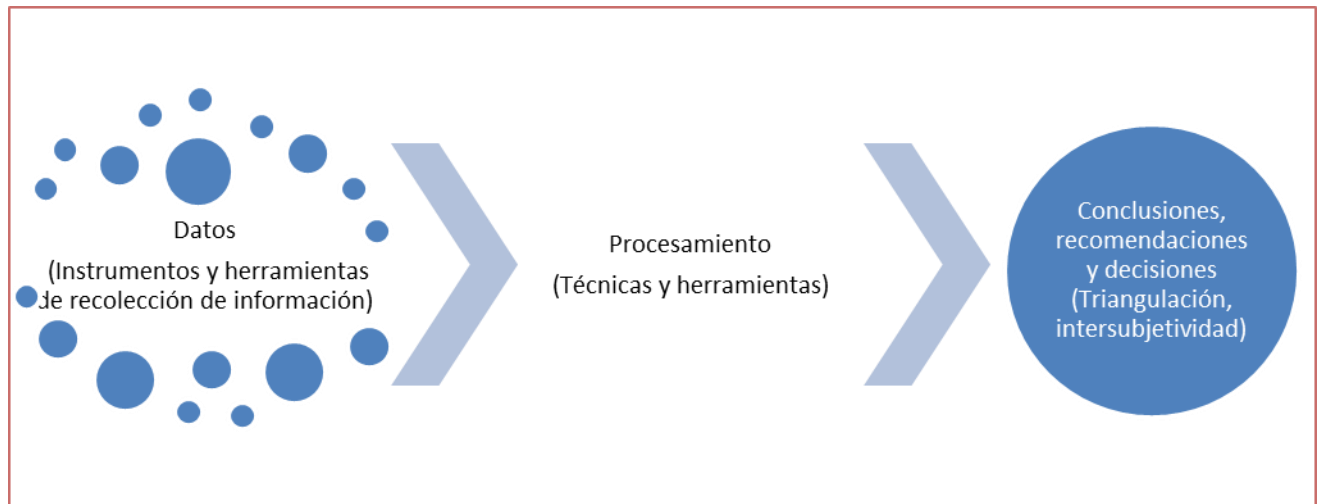 Datos
(Instrumentos y herramientas
de recolección de información)
Procesamiento
(Técnicas y herramientas)
Conclusiones,
recomendaciones
y decisiones
(Triangulación,
intersubjetividad)